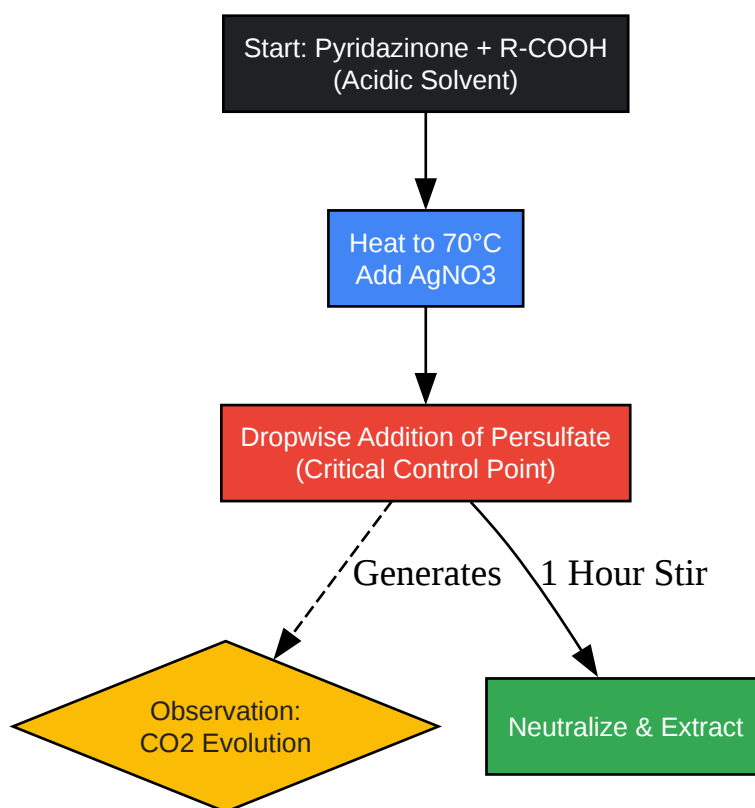 Start: Pyridazinone + R-COOH
(Acidic Solvent)
Heat to 70°C
Add AgNO3
Dropwise Addition of Persulfate
(Critical Control Point)
Generates
1 Hour Stir
Observation:
CO2 Evolution
Neutralize & Extract